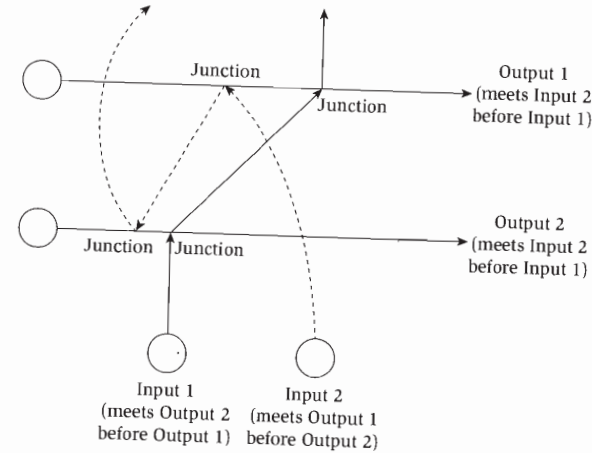 Junction
Output 1
(meets Input 2
before Input 1)
Junction
Output 2
(meets Input 2
before Input 1)
Junction
Junction
Input 1
(meets Output 2
before Output 1)
Input 2
(meets Output 1
before Output 2)